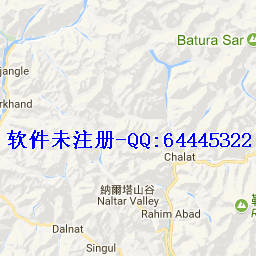 Batura Sar
jangle
rkhand
软件未注册-QQ:64445322
Chalat
納爾塔山谷
Naltar Valley
Rahim Abad
R
Dalnat
Singul